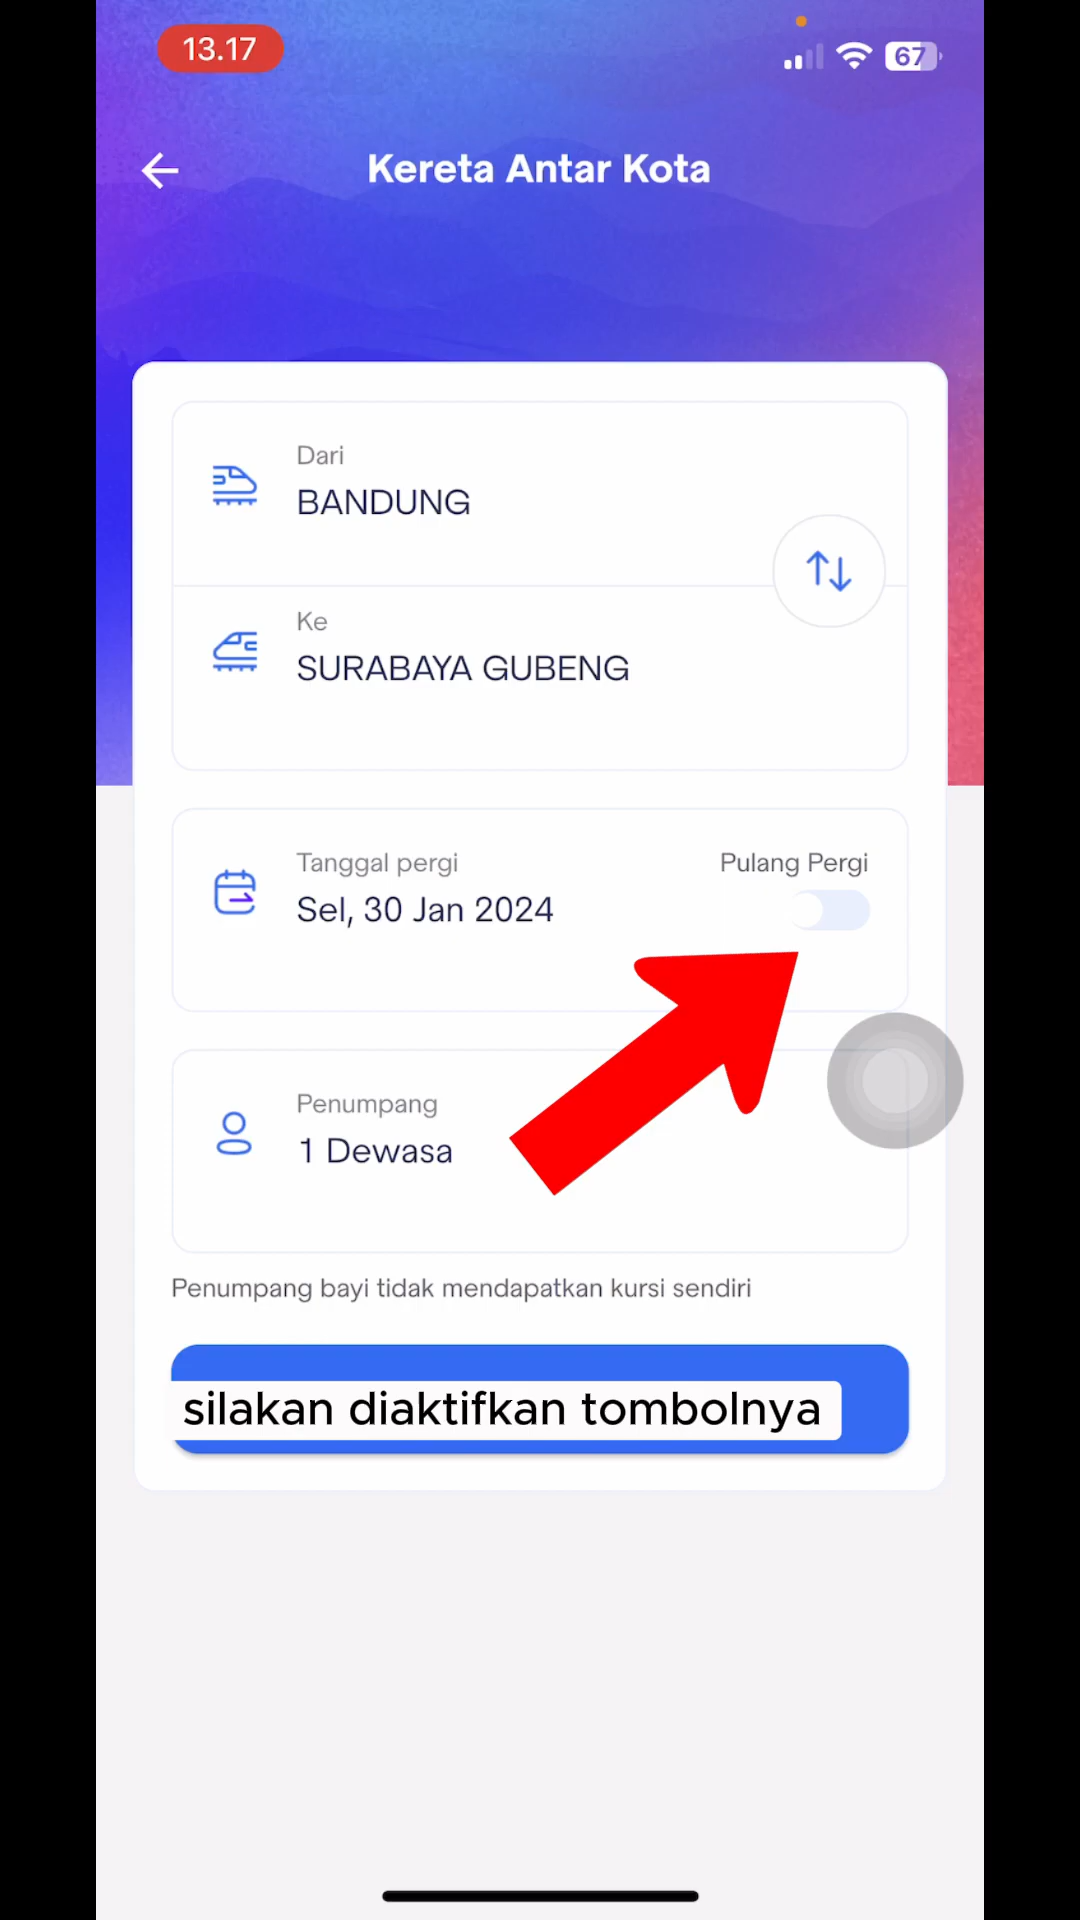 13.17
67
Kereta Antar Kota
Dari
BANDUNG
Ke
SURABAYA GUBENG
Tanggal pergi
Pulang Pergi
Sel, 30 Jan 2024
Penumpang
1 Dewasa
Penumpang bayi tidak mendapatkan kursi sendiri
silakan diaktifkan tombolnya